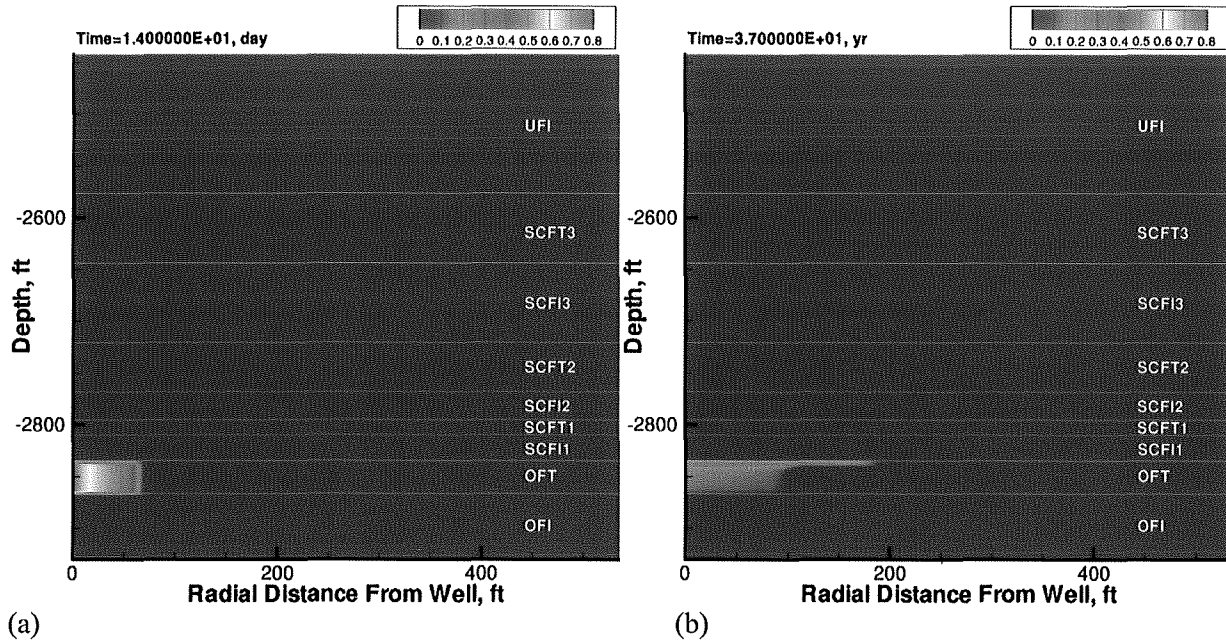 Time=1.400000E+01, day
0 0.1 0.2 0.3 0.4 0.5 0.6 0.7 0.8
UFI
-2600
SCFT3
SCFI3
SCFT2
-2800
SCFI2
SCFT1
SCFI1
OFT
OFI
Depth, ft
0 200 400
Radial Distance From Well, ft
(a)
Time=3.700000E+01, yr
0 0.1 0.2 0.3 0.4 0.5 0.6 0.7 0.8
UFI
-2600
SCFT3
SCFI3
SCFT2
-2800
SCFI2
SCFT1
SCFI1
OFT
OFI
Depth, ft
0 200 400
Radial Distance From Well, ft
(b)